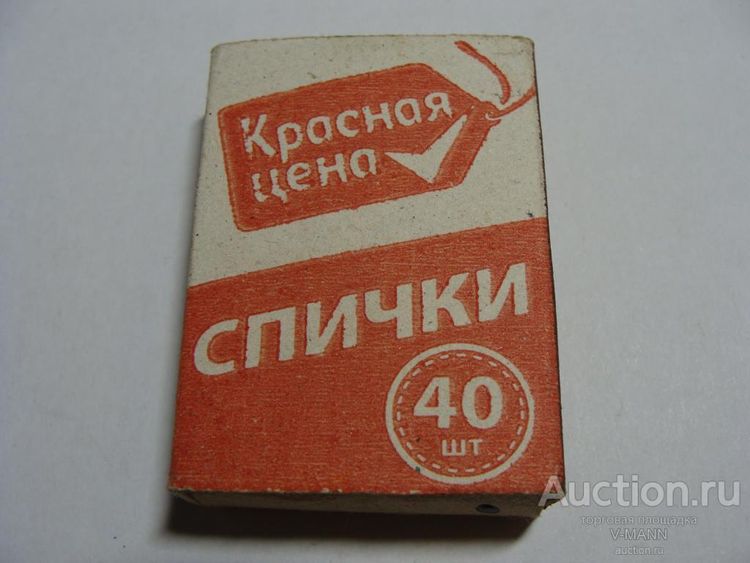 Красная
цена
СПИЧКИ
40
шт
Auction.ru
торговая площадка
V-MANN
auction.ru